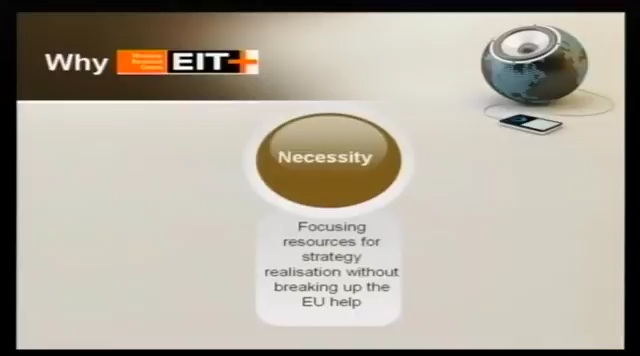 Why
EIT+
Necessity
Focusing
resources for
strategy
realisation without
breaking up the
EU help